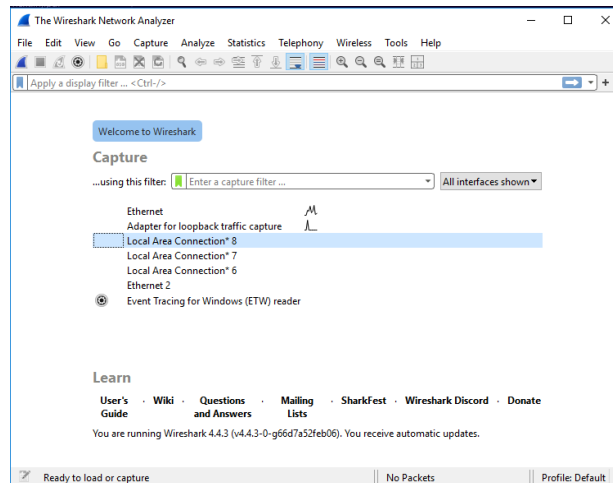 The Wireshark Network Analyzer
File Edit View Go Capture Analyze Statistics Telephony Wireless Tools Help
Apply a display filter ... <Ctrl-/>
Welcome to Wireshark
Capture
...using this filter: Enter a capture filter ... All interfaces shown
Ethernet
Adapter for loopback traffic capture
Local Area Connection* 8
Local Area Connection* 7
Local Area Connection* 6
Ethernet 2
Event Tracing for Windows (ETW) reader
Learn
User's Guide · Wiki · Questions and Answers · Mailing Lists · SharkFest · Wireshark Discord · Donate
You are running Wireshark 4.4.3 (v4.4.3-0-g66d7a52feb06). You receive automatic updates.
Ready to load or capture No Packets Profile: Default